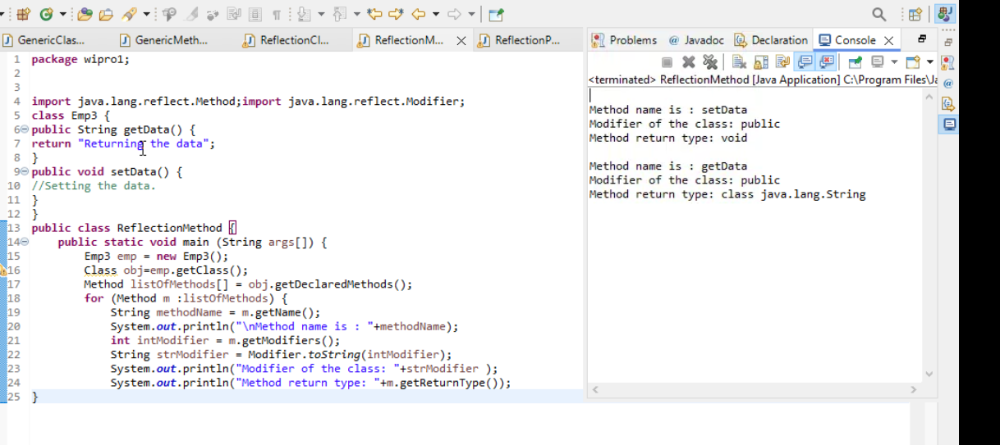 GenericClas...
GenericMeth...
ReflectionCl...
ReflectionM...
ReflectionP...
Problems
Javadoc
Declaration
Console
<terminated> ReflectionMethod [Java Application] C:\Program Files\Ja
1 package wipro1;
2
3
4 import java.lang.reflect.Method;import java.lang.reflect.Modifier;
5 class Emp3 {
6 public String getData() {
7 return "Returning the data";
8 }
9 public void setData() {
10 //Setting the data.
11 }
12 }
13 public class ReflectionMethod {
14 public static void main (String args[]) {
15 Emp3 emp = new Emp3();
16 Class obj=emp.getClass();
17 Method listOfMethods[] = obj.getDeclaredMethods();
18 for (Method m :listOfMethods) {
19 String methodName = m.getName();
20 System.out.println("\nMethod name is : "+methodName);
21 int intModifier = m.getModifiers();
22 String strModifier = Modifier.toString(intModifier);
23 System.out.println("Modifier of the class: "+strModifier );
24 System.out.println("Method return type: "+m.getReturnType());
25 }
Method name is : setData
Modifier of the class: public
Method return type: void
Method name is : getData
Modifier of the class: public
Method return type: class java.lang.String